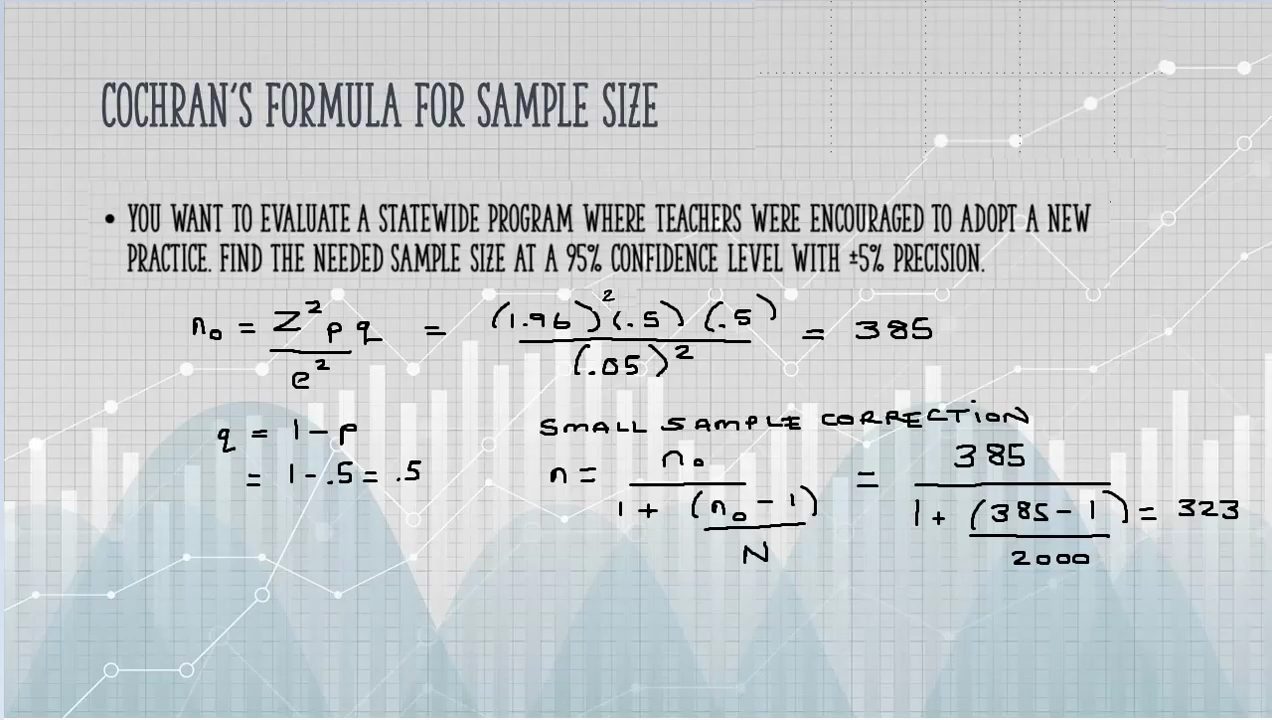 COCHRAN'S FORMULA FOR SAMPLE SIZE
• YOU WANT TO EVALUATE A STATEWIDE PROGRAM WHERE TEACHERS WERE ENCOURAGED TO ADOPT A NEW
PRACTICE. FIND THE NEEDED SAMPLE SIZE AT A 95% CONFIDENCE LEVEL WITH ±5% PRECISION.
n₀ = Z²pq / e² = (1.96)²(.5)(.5) / (.05)² = 385
q = 1 - p
= 1 - .5 = .5
SMALL SAMPLE CORRECTION
n = n₀ / 1 + (n₀ - 1) / N = 385 / 1 + (385 - 1) / 2000 = 323